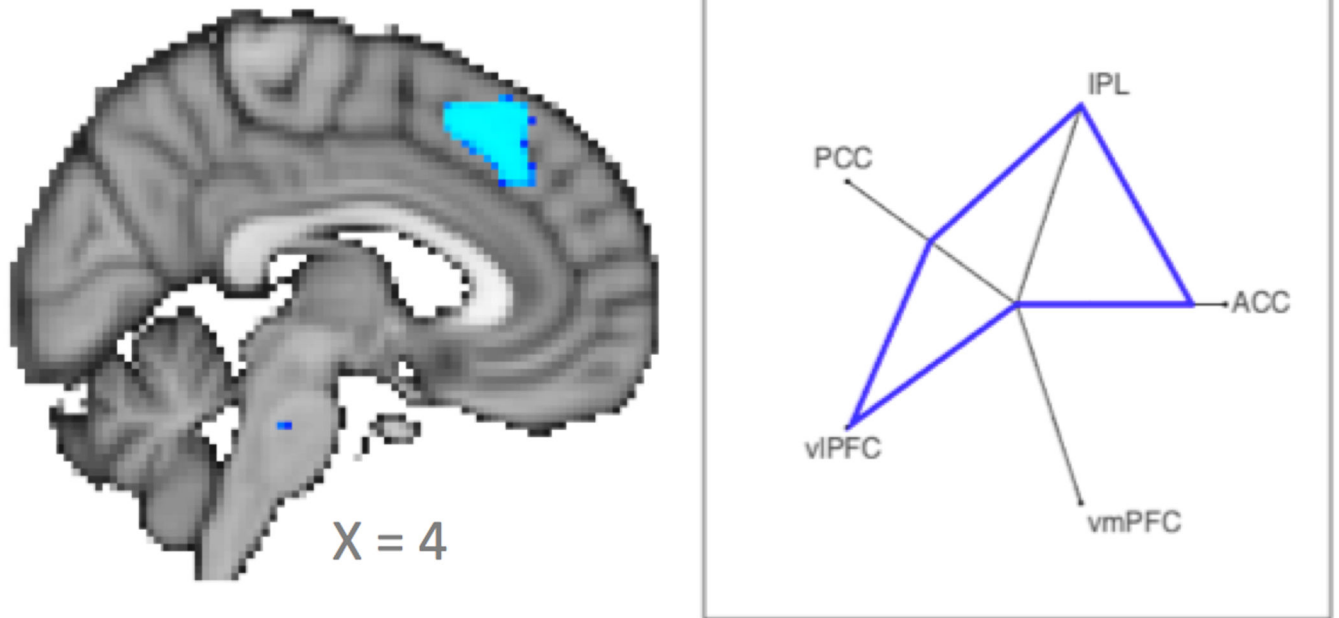 X = 4
IPL
PCC
ACC
vlPFC
vmPFC